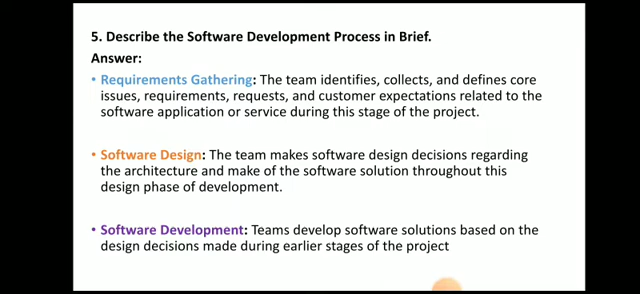 5. Describe the Software Development Process in Brief.
Answer:
• Requirements Gathering: The team identifies, collects, and defines core
issues, requirements, requests, and customer expectations related to the
software application or service during this stage of the project.
• Software Design: The team makes software design decisions regarding
the architecture and make of the software solution throughout this
design phase of development.
• Software Development: Teams develop software solutions based on the
design decisions made during earlier stages of the project